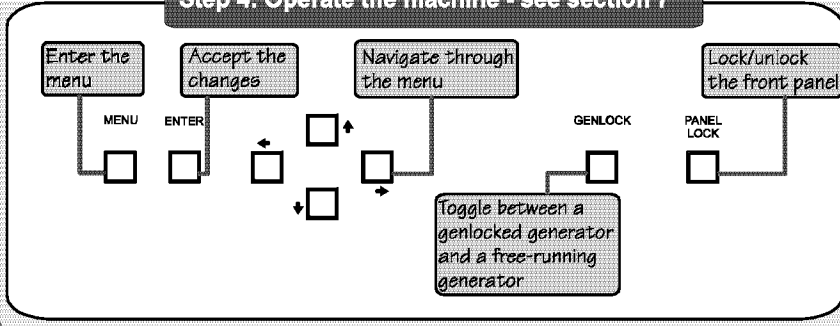 Step 4: Operate the machine - see section 7
Enter the
menu
Accept the
changes
Navigate through
the menu
Lock/unlock
the front panel
MENU
ENTER
GENLOCK
PANEL
LOCK
Toggle between a
genlocked generator
and a free-running
generator